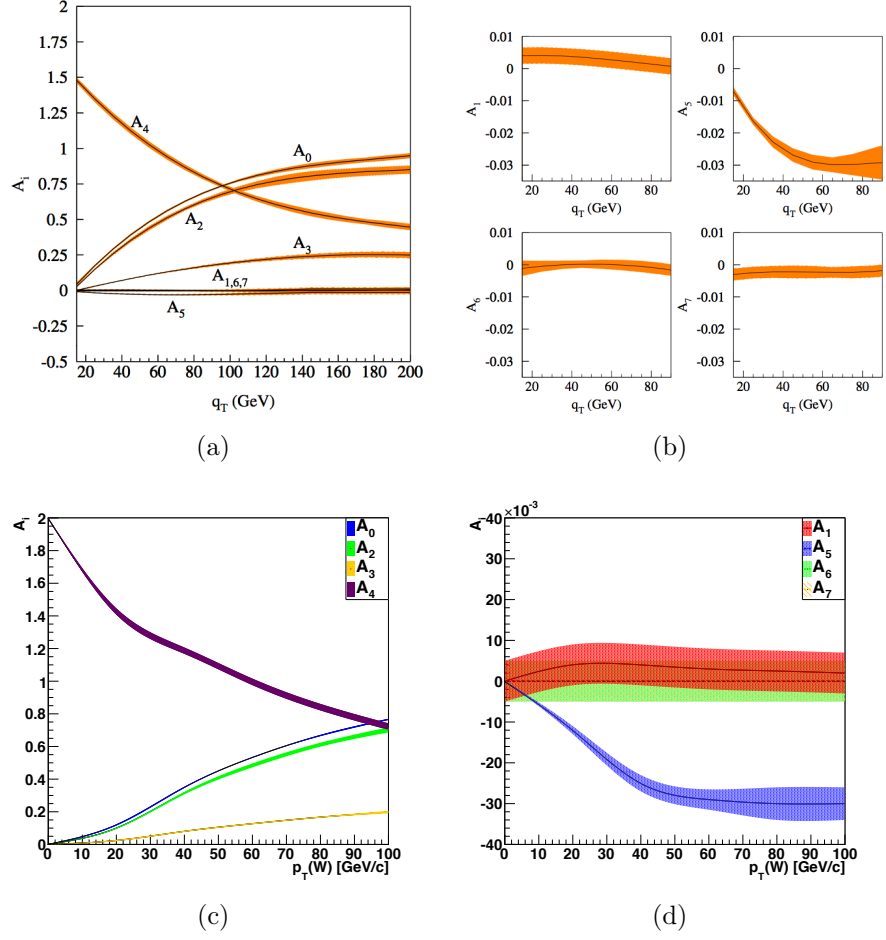 2
1.5
1
0.75
0.5
0.25
0
-0.25
-0.5
A_i
A_4
A_0
A_2
A_3
A_1,6,7
A_5
20 40 60 80 100 120 140 160 180 200
q_T (GeV)
(a)
0.01
0
-0.01
-0.02
-0.03
A_1
20 40 60 80
q_T (GeV)
0.01
0
-0.01
-0.02
-0.03
A_5
20 40 60 80
q_T (GeV)
0.01
0
-0.01
-0.02
-0.03
A_6
20 40 60 80
q_T (GeV)
0.01
0
-0.01
-0.02
-0.03
A_7
20 40 60 80
q_T (GeV)
(b)
A_i
2
1.8
1.6
1.4
1.2
1
0.8
0.6
0.4
0.2
0
A_0
A_2
A_3
A_4
0 10 20 30 40 50 60 70 80 90 100
p_T(W) [GeV/c]
(c)
×10^-3
-40
30
20
10
0
-10
-20
-30
-40
A_1
A_5
A_6
A_7
0 10 20 30 40 50 60 70 80 90 100
p_T(W) [GeV/c]
(d)